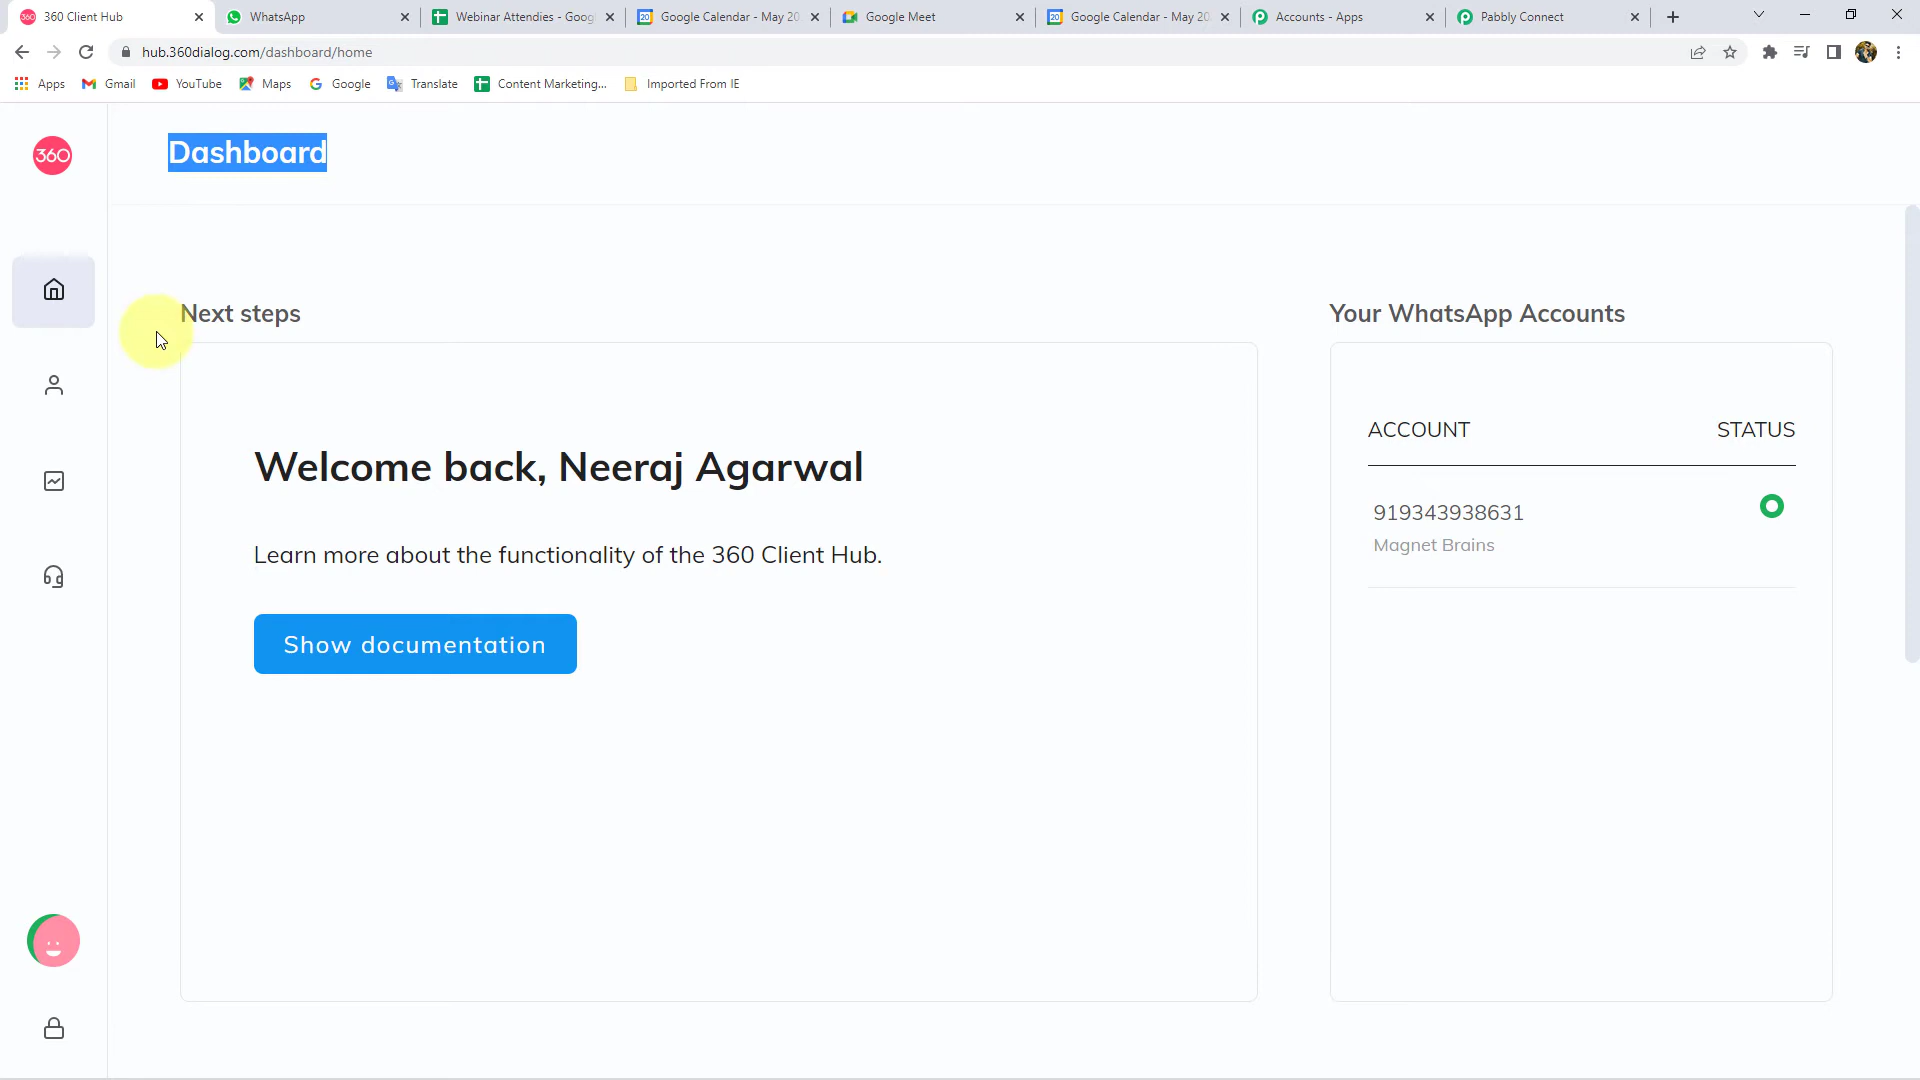 360 Client Hub
WhatsApp
Webinar Attendies - Goog
Google Calendar - May 20
Google Meet
Google Calendar - May 20
Accounts - Apps
Pabbly Connect
hub.360dialog.com/dashboard/home
Apps
Gmail
YouTube
Maps
Google
Translate
Content Marketing...
Imported From IE
360
Dashboard
Next steps
Your WhatsApp Accounts
Welcome back, Neeraj Agarwal
Learn more about the functionality of the 360 Client Hub.
Show documentation
ACCOUNT STATUS
919343938631
Magnet Brains